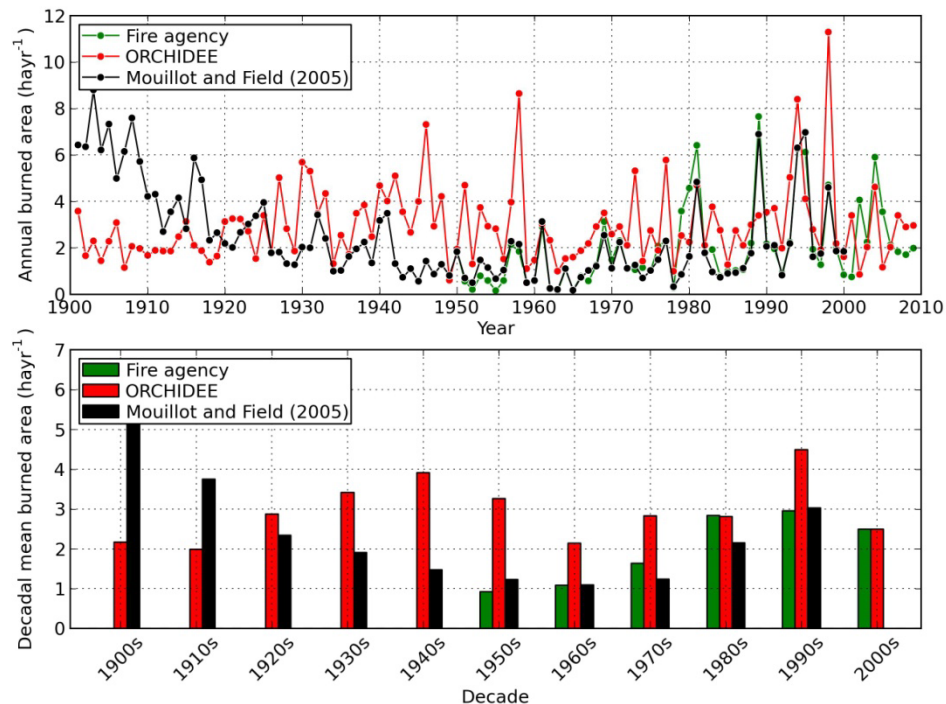 12
10
8
6
4
2
0
Annual burned area (hayr⁻¹ )
Fire agency
ORCHIDEE
Mouillot and Field (2005)
1900 1910 1920 1930 1940 1950 1960 1970 1980 1990 2000 2010
Year
7
6
5
4
3
2
1
0
Decadal mean burned area (hayr⁻¹ )
Fire agency
ORCHIDEE
Mouillot and Field (2005)
1900s 1910s 1920s 1930s 1940s 1950s 1960s 1970s 1980s 1990s 2000s
Decade